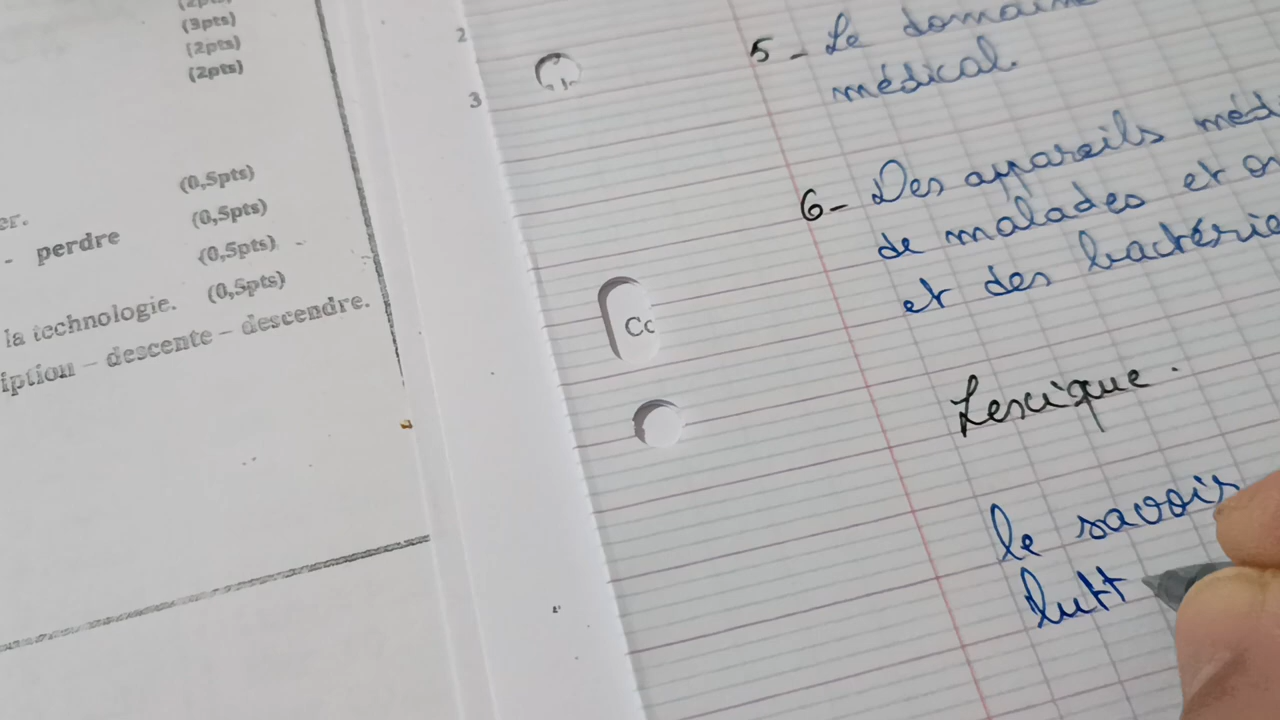 (3pts)
(2pts)
(2pts)
(0,5pts)
er.
(0,5pts)
- perdre
(0,5pts)
la technologie. (0,5pts)
iption – descente – descendre.
2
3
Cc
5- Le domaine
médical.
6- Des appareils méd
de malades et on
et des bactérie
Lexique.
le savoir
lutt